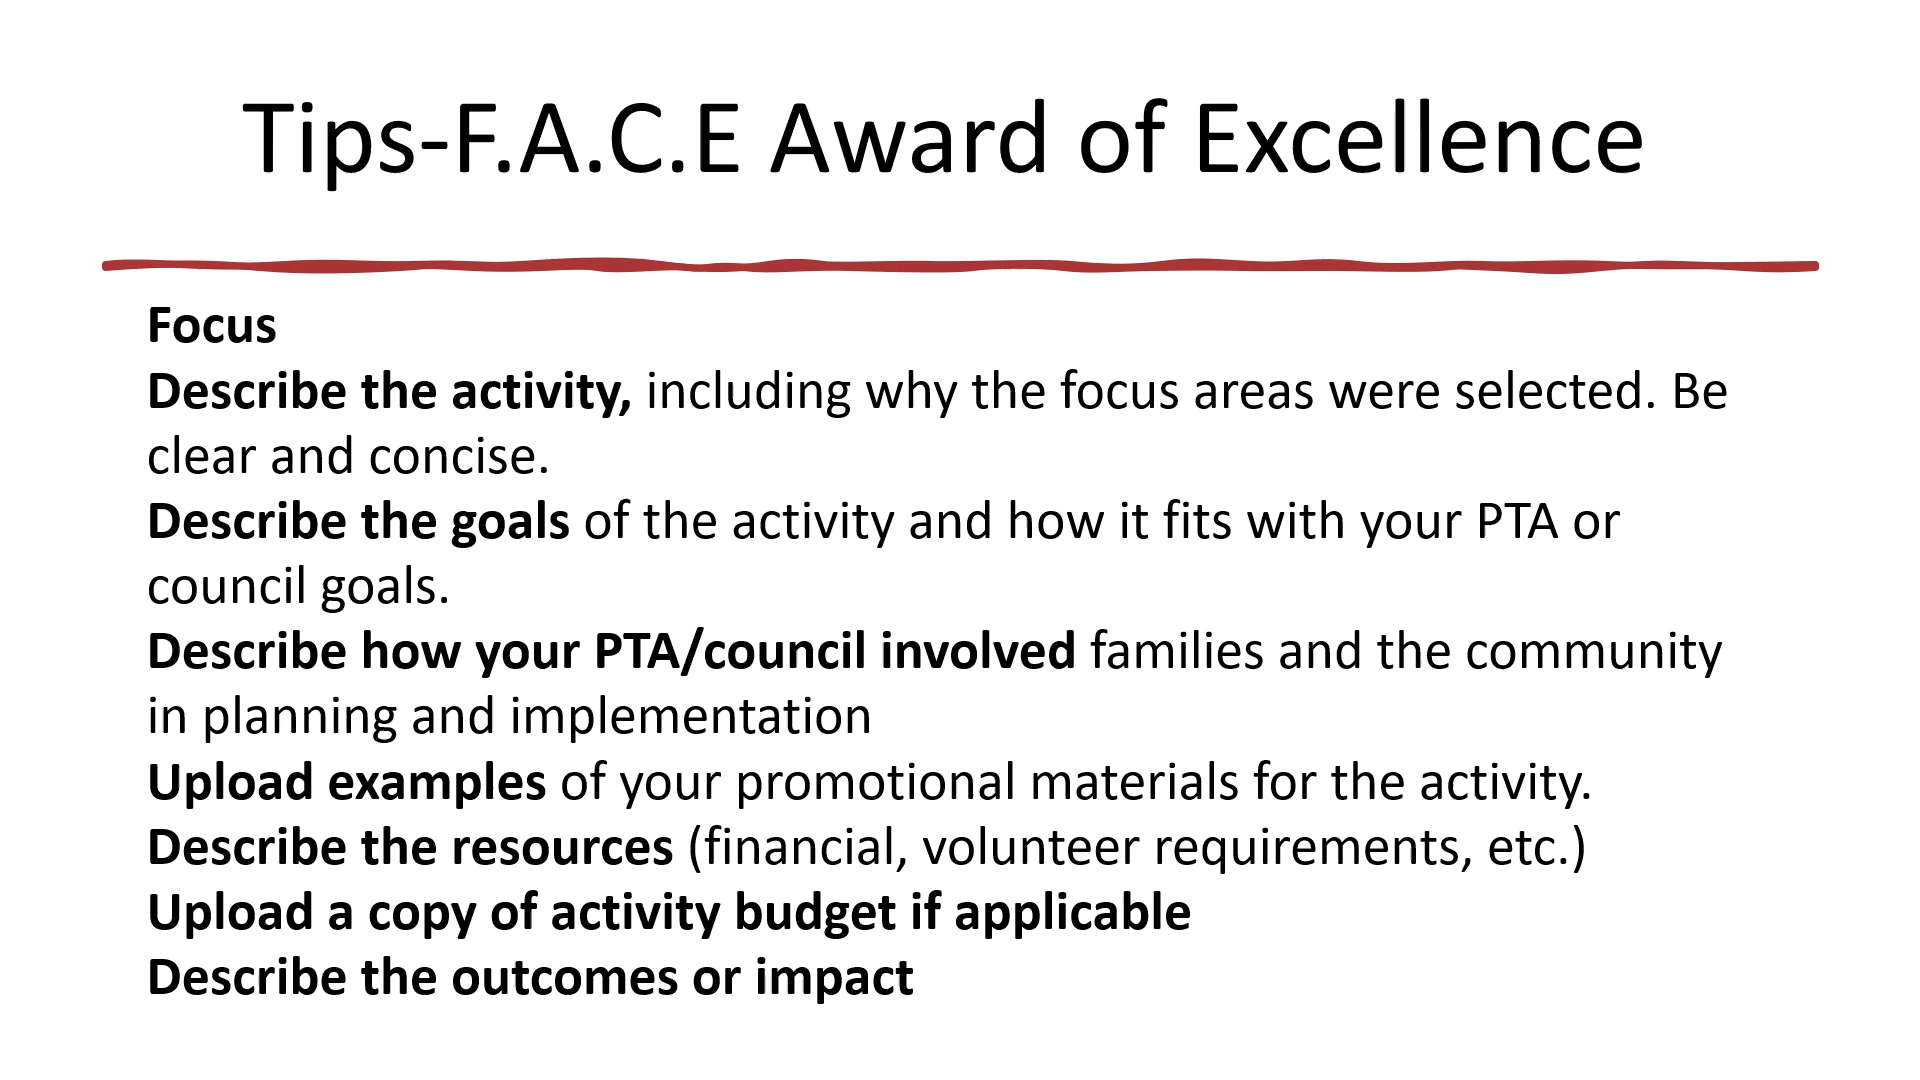 Tips-F.A.C.E Award of Excellence
Focus
Describe the activity, including why the focus areas were selected. Be
clear and concise.
Describe the goals of the activity and how it fits with your PTA or
council goals.
Describe how your PTA/council involved families and the community
in planning and implementation
Upload examples of your promotional materials for the activity.
Describe the resources (financial, volunteer requirements, etc.)
Upload a copy of activity budget if applicable
Describe the outcomes or impact